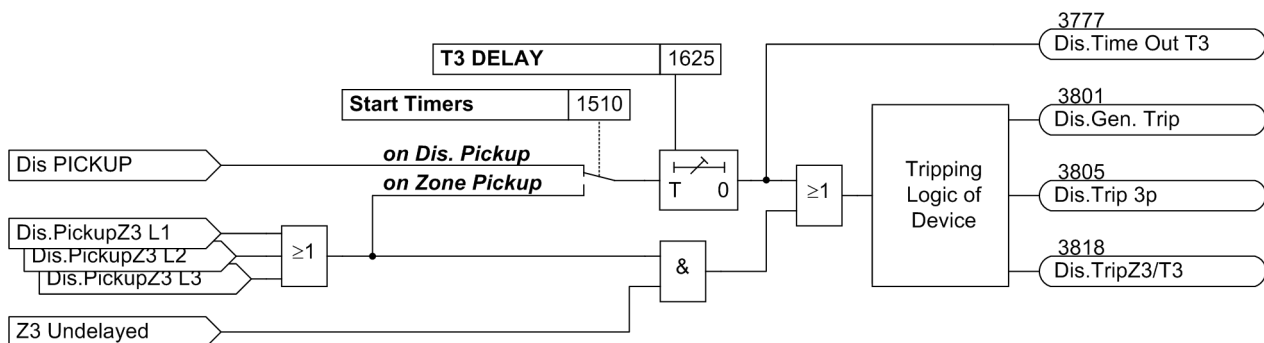 3777
Dis.Time Out T3
T3 DELAY 1625
3801
Dis.Gen. Trip
Start Timers 1510
Dis PICKUP
on Dis. Pickup
on Zone Pickup
T 0
≥1
Tripping
Logic of
Device
3805
Dis.Trip 3p
Dis.PickupZ3 L1
Dis.PickupZ3 L2
Dis.PickupZ3 L3
≥1
&
3818
Dis.TripZ3/T3
Z3 Undelayed